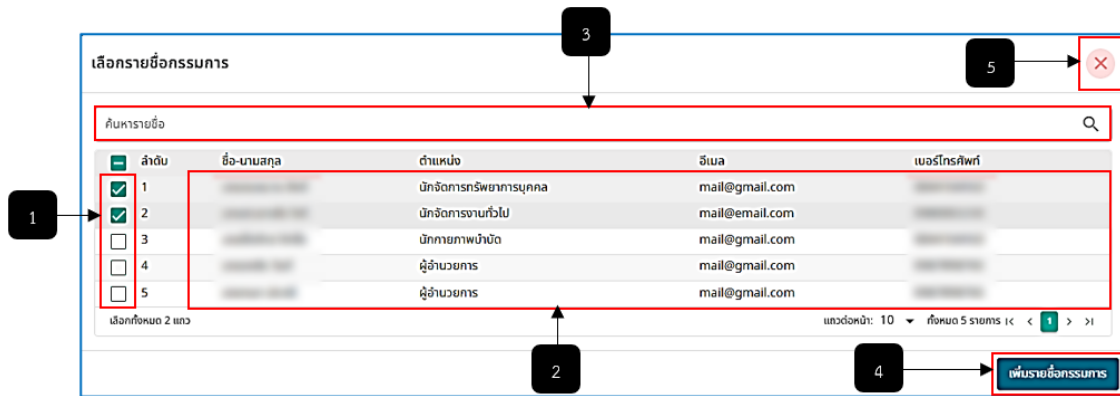 3
เลือกรายชื่อกรรมการ
5
ค้นหารายชื่อ
ลำดับ ชื่อ-นามสกุล ตำแหน่ง อีเมล เบอร์โทรศัพท์
1 นักจัดการทรัพยาการบุคคล mail@gmail.com
1
2 นักจัดการงานทั่วไป mail@email.com
3 นักกายภาพบำบัด mail@gmail.com
4 ผู้อำนวยการ mail@gmail.com
5 ผู้อำนวยการ mail@gmail.com
เลือกทั้งหมด 2 แถว แถวต่อหน้า: 10 ทั้งหมด 5 รายการ 1
2
4
เพิ่มรายชื่อกรรมการ